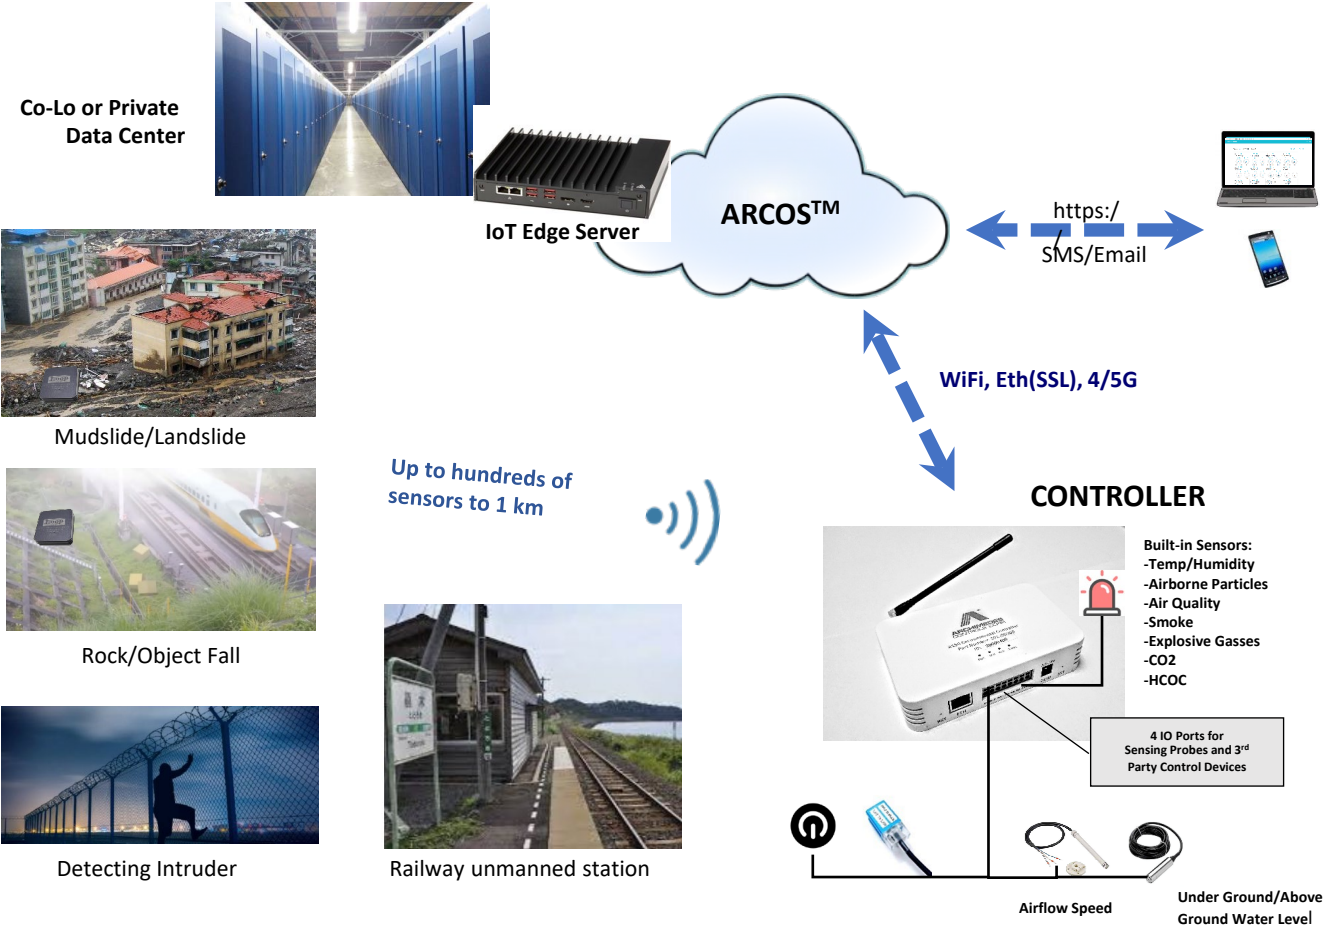 Co-Lo or Private
Data Center
IoT Edge Server
ARCOS™
https:/
/
SMS/Email
WiFi, Eth(SSL), 4/5G
Mudslide/Landslide
Up to hundreds of
sensors to 1 km
Rock/Object Fall
Detecting Intruder
Railway unmanned station
CONTROLLER
Built-in Sensors:
-Temp/Humidity
-Airborne Particles
-Air Quality
-Smoke
-Explosive Gasses
-CO2
-HCOC
ARCHIMEDES
4 IO Ports for
Sensing Probes and 3rd
Party Control Devices
Airflow Speed
Under Ground/Above
Ground Water Level